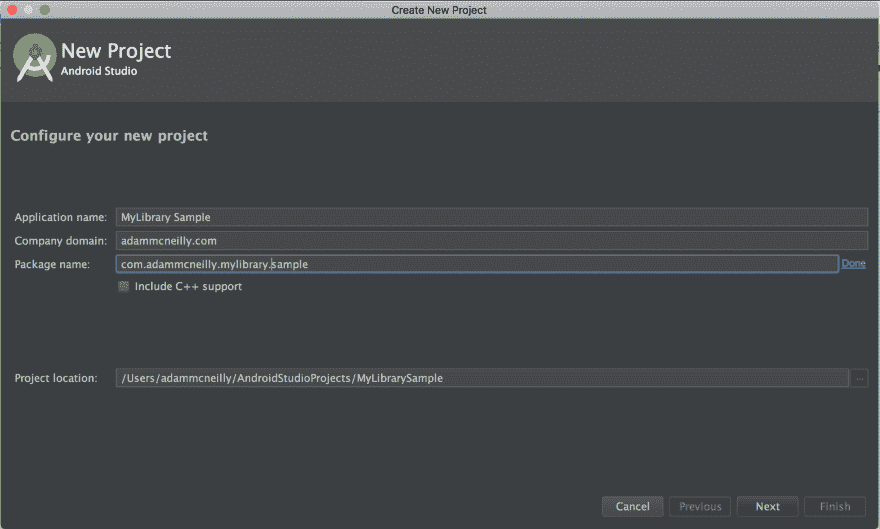 Create New Project
New Project
Android Studio
Configure your new project
Application name: MyLibrary Sample
Company domain: adammcneilly.com
Package name: com.adammcneilly.mylibrary.sample Done
Include C++ support
Project location: /Users/adammcneilly/AndroidStudioProjects/MyLibrarySample ...
Cancel Previous Next Finish